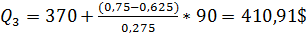 Q₃ = 370 + (0,75−0,625)/0,275 * 90 = 410,91$